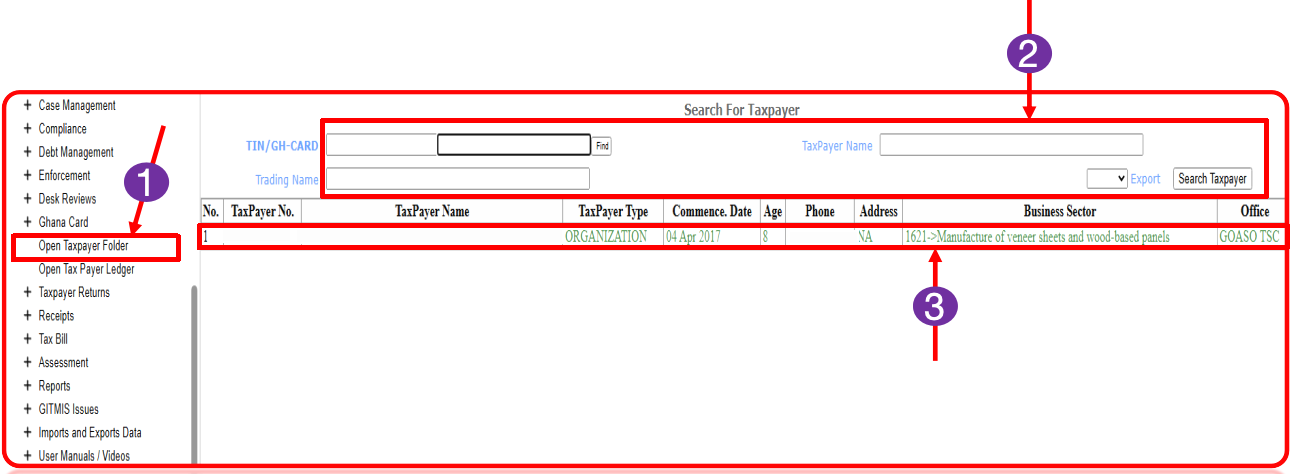 2
+ Case Management
Search For Taxpayer
+ Compliance
TIN/GH-CARD Find TaxPayer Name
+ Debt Management
+ Enforcement
Trading Name Export Search Taxpayer
1
+ Desk Reviews
No. TaxPayer No. TaxPayer Name TaxPayer Type Commence. Date Age Phone Address Business Sector Office
+ Ghana Card
1 ORGANIZATION 04 Apr 2017 8 NA 1621->Manufacture of veneer sheets and wood-based panels GOASO TSC
Open Taxpayer Folder
Open Tax Payer Ledger
+ Taxpayer Returns
3
+ Receipts
+ Tax Bill
+ Assessment
+ Reports
+ GITMIS Issues
+ Imports and Exports Data
+ User Manuals / Videos